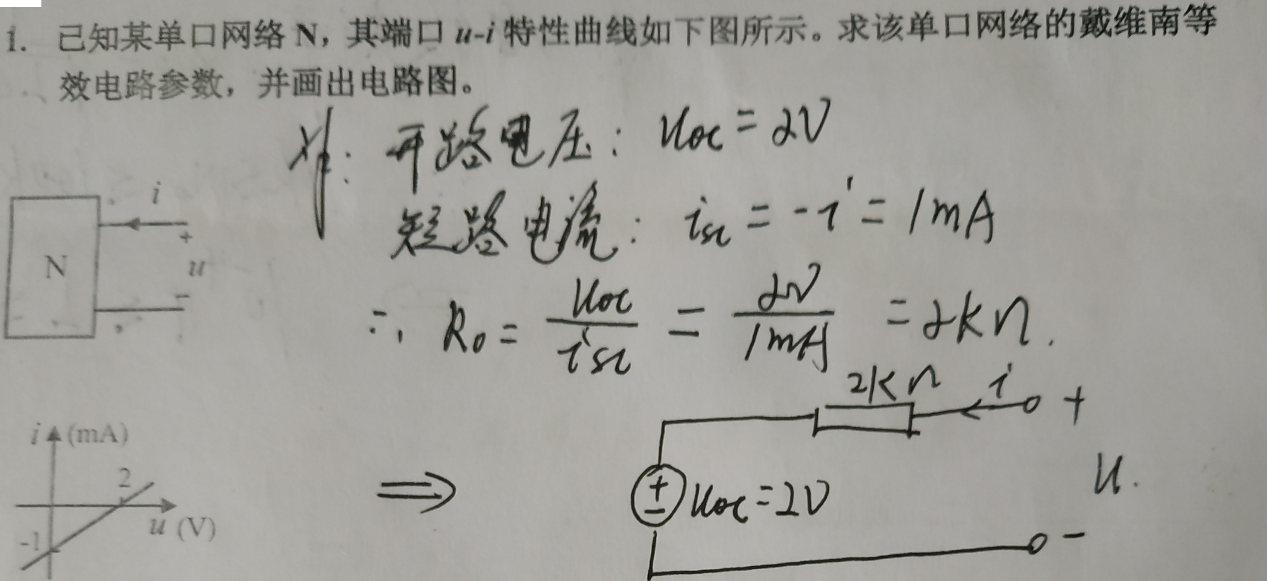 1. 已知某单口网络 N，其端口 u-i 特性曲线如下图所示。求该单口网络的戴维南等
效电路参数，并画出电路图。
开路电压：Uoc = 2V
短路电流：isc = -i = 1mA
i
+
N
u
−
∴ R₀ = Uoc/isc = 2V/1mA = 2kΩ.
2kΩ i +
i (mA)
2
u (V)
-1
⇒
+
−
Uoc=2V
U.
−